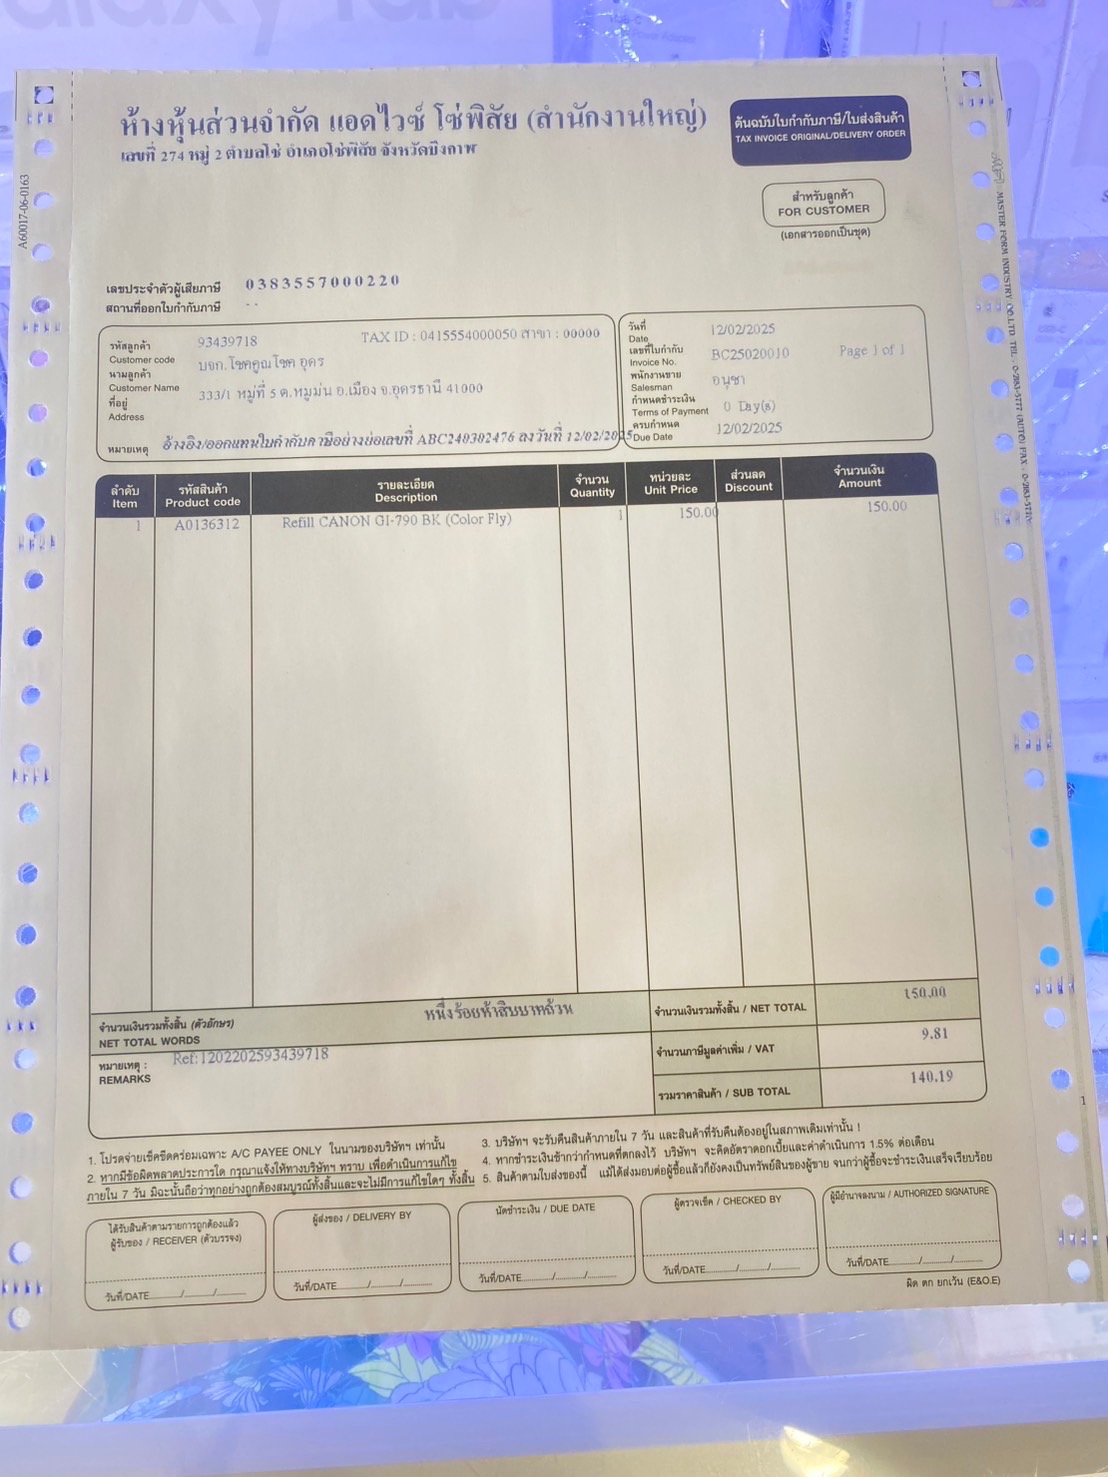 ห้างหุ้นส่วนจำกัด แอดไวซ์ โซ่พิสัย (สำนักงานใหญ่)
เลขที่ 274 หมู่ 2 ตำบลโซ่ อำเภอโซ่พิสัย จังหวัดบึงกาฬ
ต้นฉบับใบกำกับภาษี/ใบส่งสินค้า
TAX INVOICE ORIGINAL/DELIVERY ORDER
สำหรับลูกค้า
FOR CUSTOMER
(เอกสารออกเป็นชุด)
A60017-06-0163
MASTER FORM INDUSTRY CO.,LTD. TEL.
เลขประจำตัวผู้เสียภาษี 0383557000220
สถานที่ออกใบกำกับภาษี --
รหัสลูกค้า 93439718 TAX ID : 0415554000050 สาขา : 00000
Customer code
นามลูกค้า บจก.โชคคูณโชค อุดร
Customer Name
ที่อยู่ 333/1 หมู่ที่ 5 ต.หมูม่น อ.เมือง จ.อุดรธานี 41000
Address
หมายเหตุ อ้างอิง/ออกแทนใบกำกับภาษีอย่างย่อเลขที่ ABC240302476 ลงวันที่ 12/02/2025
วันที่ 12/02/2025
Date
เลขที่ใบกำกับ BC25020010 Page 1 of 1
Invoice No.
พนักงานขาย อนุชา
Salesman
กำหนดชำระเงิน 0 Day(s)
Terms of Payment
ครบกำหนด 12/02/2025
Due Date
ลำดับ รหัสสินค้า รายละเอียด จำนวน หน่วยละ ส่วนลด จำนวนเงิน
Item Product code Description Quantity Unit Price Discount Amount
1 A0136312 Refill CANON GI-790 BK (Color Fly) 1 150.00 150.00
จำนวนเงินรวมทั้งสิ้น (ตัวอักษร) หนึ่งร้อยห้าสิบบาทถ้วน
NET TOTAL WORDS
จำนวนเงินรวมทั้งสิ้น / NET TOTAL 150.00
หมายเหตุ : Ref:1202202593439718
REMARKS
จำนวนภาษีมูลค่าเพิ่ม / VAT 9.81
รวมราคาสินค้า / SUB TOTAL 140.19
1
1. โปรดจ่ายเช็คขีดคร่อมเฉพาะ A/C PAYEE ONLY ในนามของบริษัทฯ เท่านั้น
2. หากมีข้อผิดพลาดประการใด กรุณาแจ้งให้ทางบริษัทฯ ทราบ เพื่อดำเนินการแก้ไข
ภายใน 7 วัน มิฉะนั้นถือว่าทุกอย่างถูกต้องสมบูรณ์ทั้งสิ้นและจะไม่มีการแก้ไขใดๆ ทั้งสิ้น
3. บริษัทฯ จะรับคืนสินค้าภายใน 7 วัน และสินค้าที่รับคืนต้องอยู่ในสภาพเดิมเท่านั้น !
4. หากชำระเงินช้ากว่ากำหนดที่ตกลงไว้ บริษัทฯ จะคิดอัตราดอกเบี้ยและค่าดำเนินการ 1.5% ต่อเดือน
5. สินค้าตามใบส่งของนี้ แม้ได้ส่งมอบต่อผู้ซื้อแล้วก็ยังคงเป็นทรัพย์สินของผู้ขาย จนกว่าผู้ซื้อจะชำระเงินเสร็จเรียบร้อย
ได้รับสินค้าตามรายการถูกต้องแล้ว
ผู้รับของ / RECEIVER (ตัวบรรจง)
วันที่/DATE......../......../........
ผู้ส่งของ / DELIVERY BY
วันที่/DATE......../......../........
นัดชำระเงิน / DUE DATE
วันที่/DATE......../......../........
ผู้ตรวจเช็ค / CHECKED BY
วันที่/DATE......../......../........
ผู้มีอำนาจลงนาม / AUTHORIZED SIGNATURE
วันที่/DATE......../......../........
ผิด ตก ยกเว้น (E&O.E)